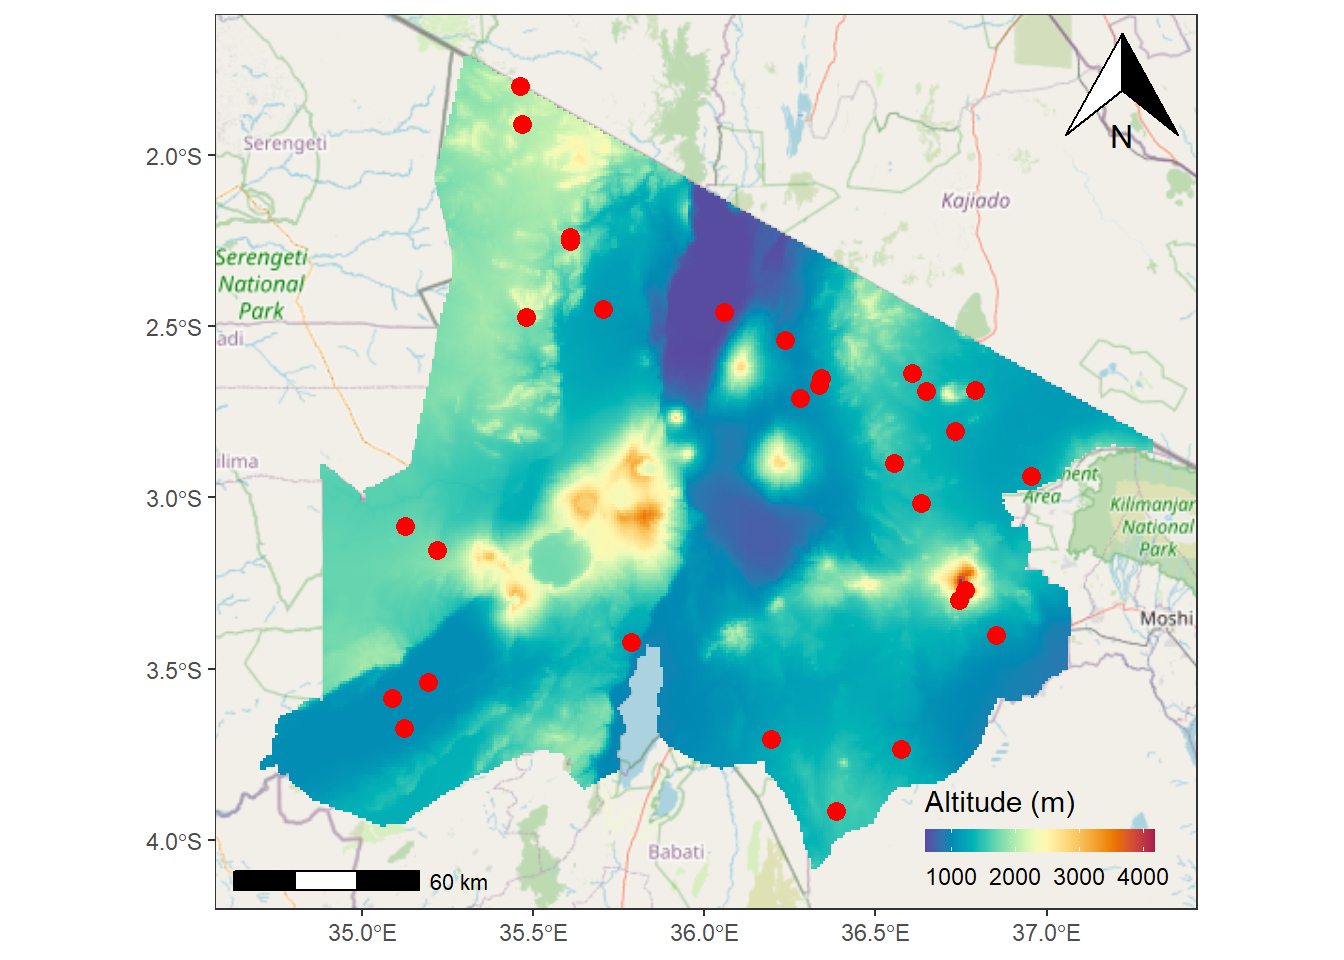 N
2.0°S
2.5°S
3.0°S
3.5°S
4.0°S
Serengeti
Kajiado
Serengeti
National
Park
adi
ilima
nent
Area
Kilimanjar
National
Park
Moshi
Babati
Altitude (m)
1000 2000 3000 4000
60 km
35.0°E 35.5°E 36.0°E 36.5°E 37.0°E